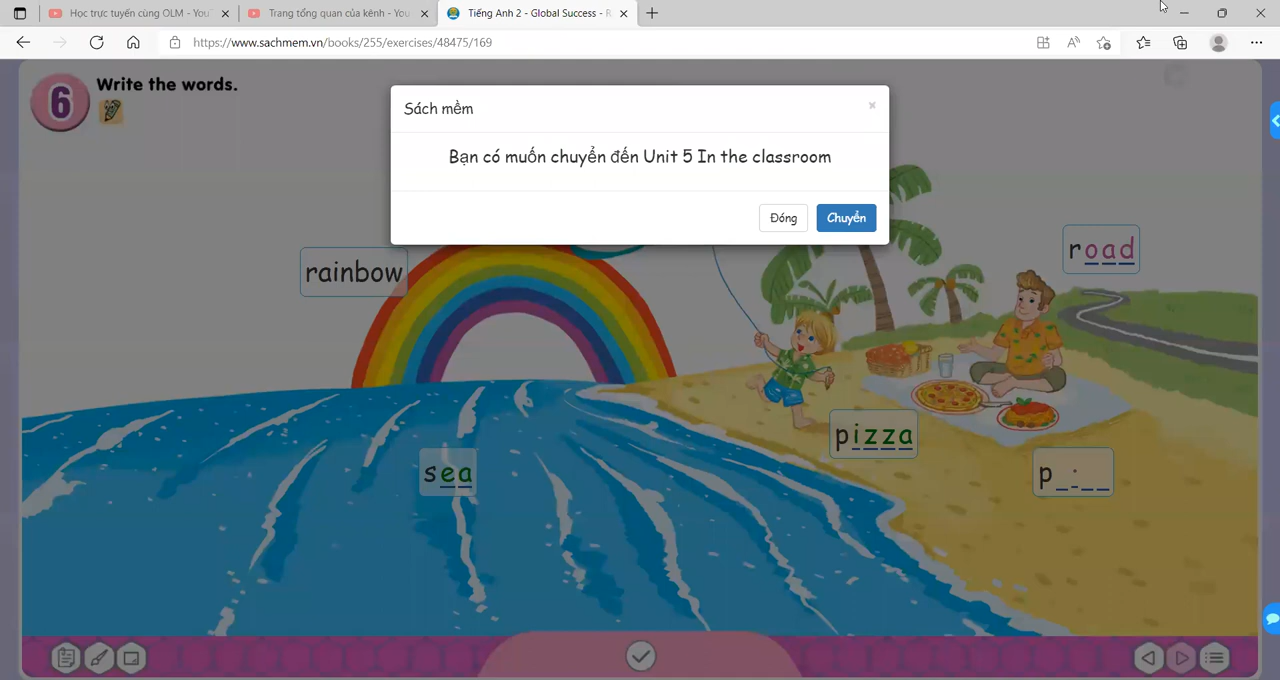 Học trực tuyến cùng OLM - You
Trang tổng quan của kênh - You
Tiếng Anh 2 - Global Success - R
https://www.sachmem.vn/books/255/exercises/48475/169
6
Write the words.
Sách mềm
×
Bạn có muốn chuyển đến Unit 5 In the classroom
Đóng
Chuyển
rainbow
road
pizza
sea
p_:__